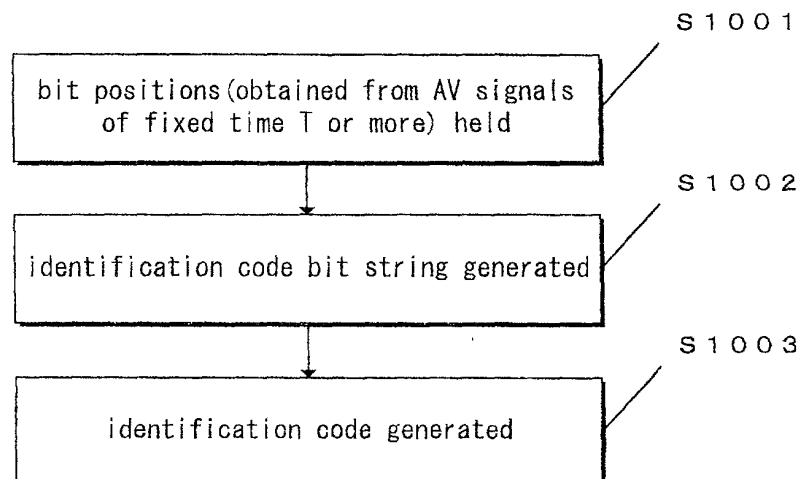 S1001
bit positions(obtained from AV signals
of fixed time T or more) held
S1002
identification code bit string generated
S1003
identification code generated